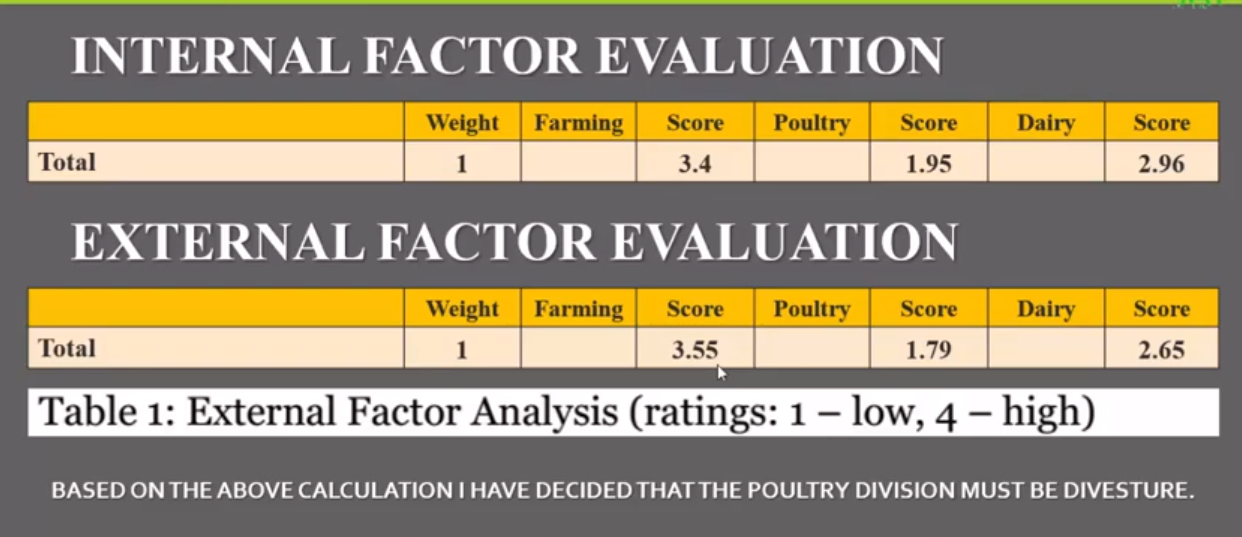 INTERNAL FACTOR EVALUATION
Weight Farming Score Poultry Score Dairy Score
Total 1 3.4 1.95 2.96
EXTERNAL FACTOR EVALUATION
Weight Farming Score Poultry Score Dairy Score
Total 1 3.55 1.79 2.65
Table 1: External Factor Analysis (ratings: 1 – low, 4 – high)
BASED ON THE ABOVE CALCULATION I HAVE DECIDED THAT THE POULTRY DIVISION MUST BE DIVESTURE.